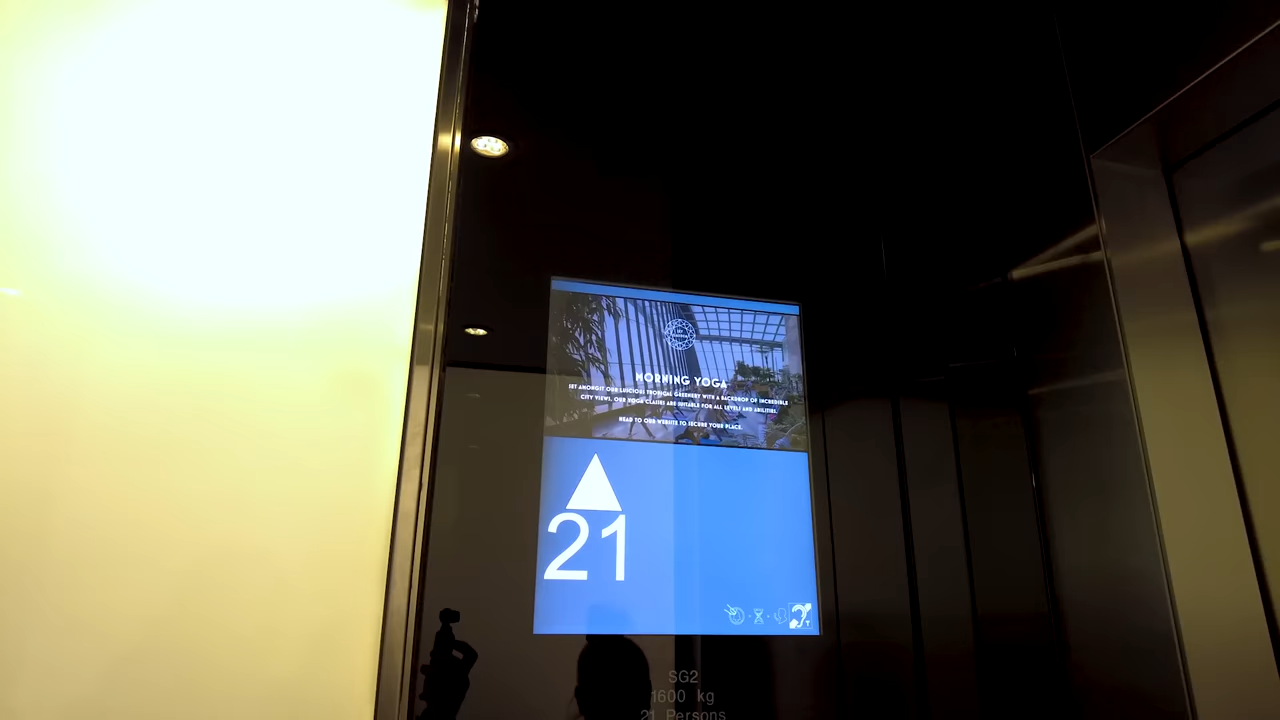 SKY
GARDEN
MORNING YOGA
SET AMONGST OUR LUSCIOUS TROPICAL GREENERY WITH A BACKDROP OF INCREDIBLE
CITY VIEWS, OUR YOGA CLASSES ARE SUITABLE FOR ALL LEVELS AND ABILITIES.
HEAD TO OUR WEBSITE TO SECURE YOUR PLACE.
21
T
SG2
1600 kg
21 Persons